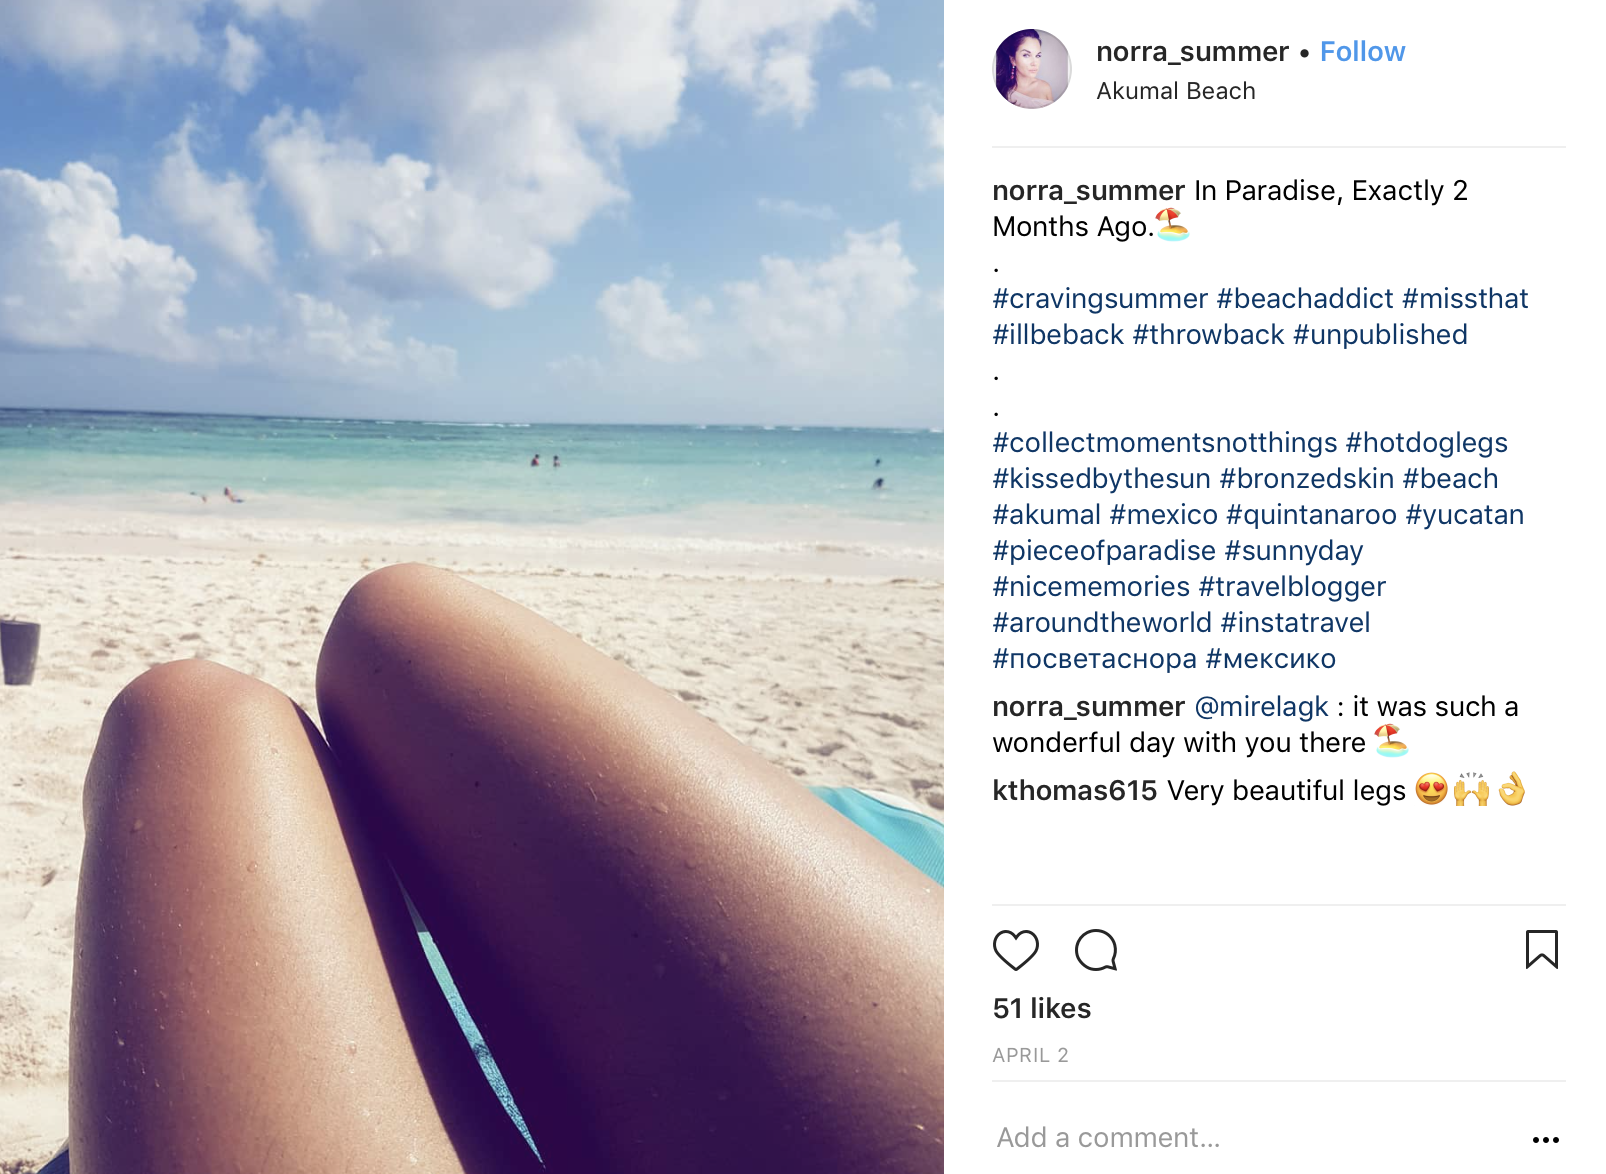 norra_summer • Follow
Akumal Beach
norra_summer In Paradise, Exactly 2
Months Ago.🏖️
.
#cravingsummer #beachaddict #missthat
#illbeback #throwback #unpublished
.
.
#collectmomentsnotthings #hotdoglegs
#kissedbythesun #bronzedskin #beach
#akumal #mexico #quintanaroo #yucatan
#pieceofparadise #sunnyday
#nicememories #travelblogger
#aroundtheworld #instatravel
#посветаснора #мексико
norra_summer @mirelagk : it was such a
wonderful day with you there 🏖️
kthomas615 Very beautiful legs 😍🙌👌
51 likes
APRIL 2
Add a comment...